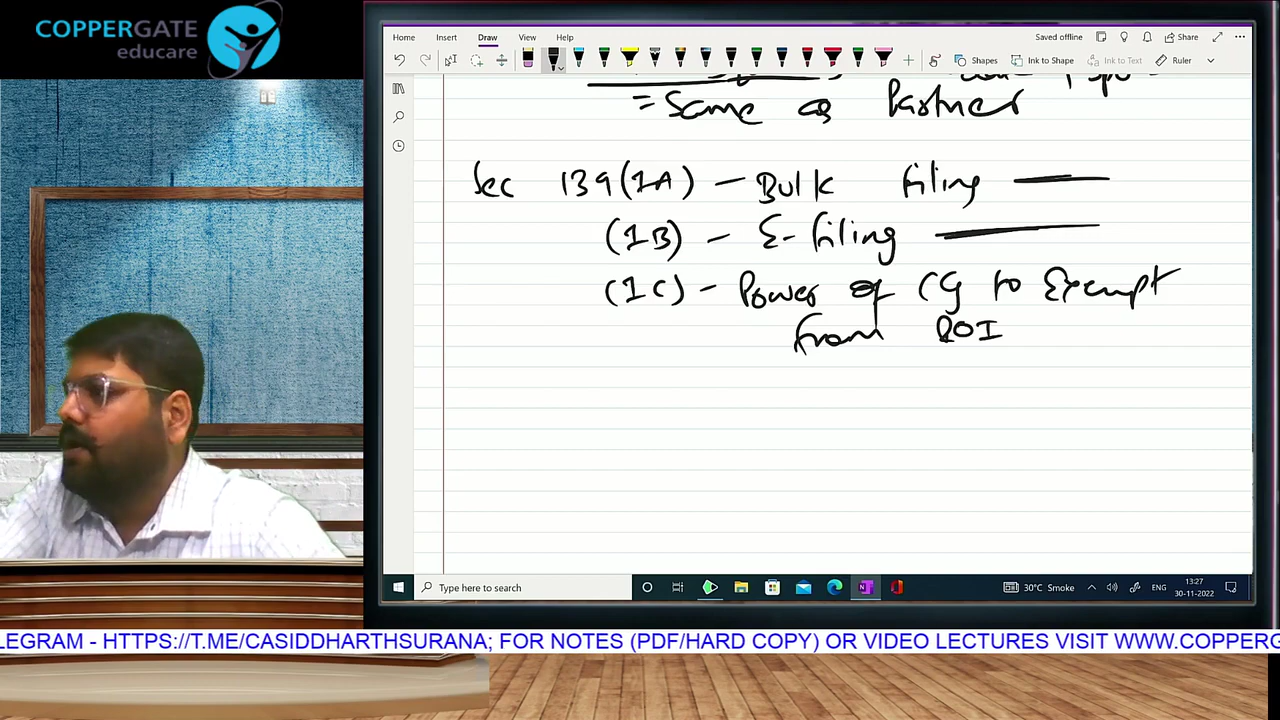 COPPERGATE
educare
Home Insert Draw View Help
Saved offline Share
Shapes Ink to Shape Ink to Text Ruler
= Same as Partner
Sec 139(1A) - Bulk filing
(1B) - E-filing
(1C) - Power of CG to Exempt
from ROI
Type here to search
30°C Smoke ENG 13:27
30-11-2022
LEGRAM - HTTPS://T.ME/CASIDDHARTHSURANA; FOR NOTES (PDF/HARD COPY) OR VIDEO LECTURES VISIT WWW.COPPERG